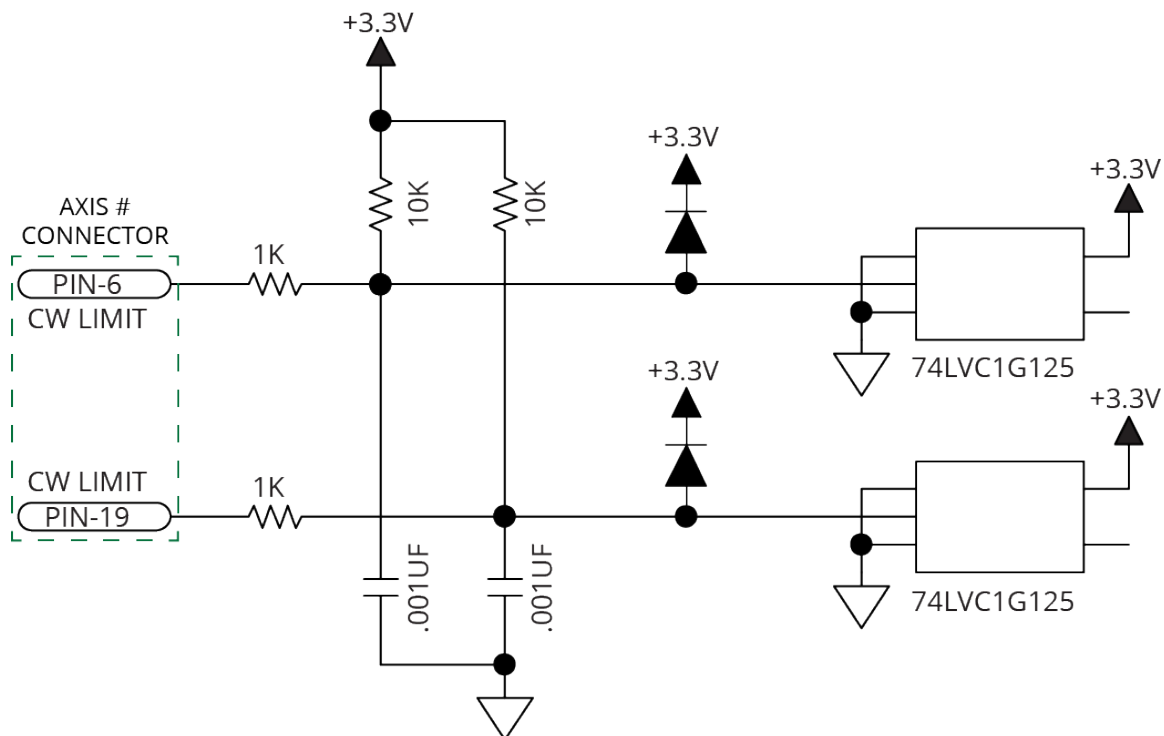 +3.3V
10K
10K
+3.3V
+3.3V
AXIS #
CONNECTOR
1K
PIN-6
CW LIMIT
74LVC1G125
+3.3V
+3.3V
CW LIMIT
1K
PIN-19
.001UF
.001UF
74LVC1G125